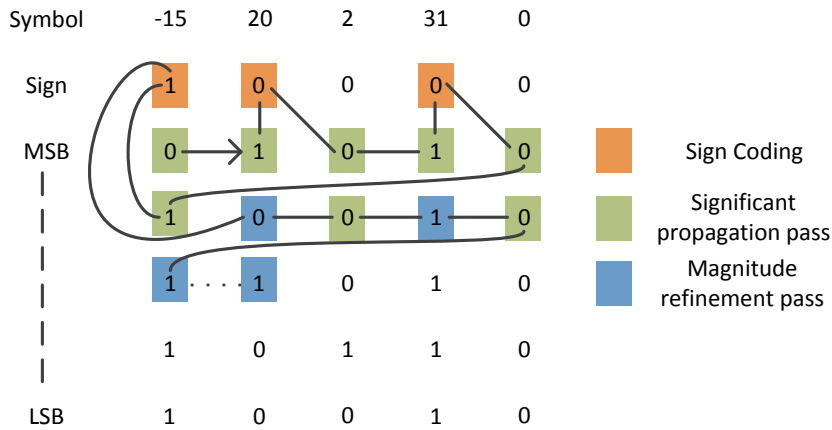 Symbol -15 20 2 31 0
Sign 1 0 0 0 0
MSB 0 1 0 1 0
1 0 0 1 0
1 1 0 1 0
1 0 1 1 0
LSB 1 0 0 1 0
Sign Coding
Significant
propagation pass
Magnitude
refinement pass